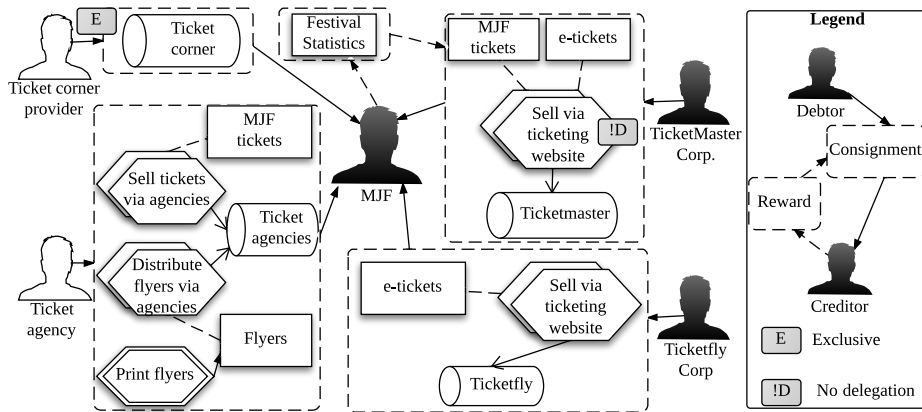 E
Ticket
corner
Ticket corner
provider
Festival
Statistics
MJF
tickets
e-tickets
Sell via
ticketing
website
!D
TicketMaster
Corp.
Ticketmaster
MJF
MJF
tickets
Sell tickets
via agencies
Ticket
agencies
Distribute
flyers via
agencies
Ticket
agency
Flyers
Print flyers
e-tickets
Sell via
ticketing
website
Ticketfly
Ticketfly
Corp
Legend
Debtor
Consignment
Reward
Creditor
E Exclusive
!D No delegation